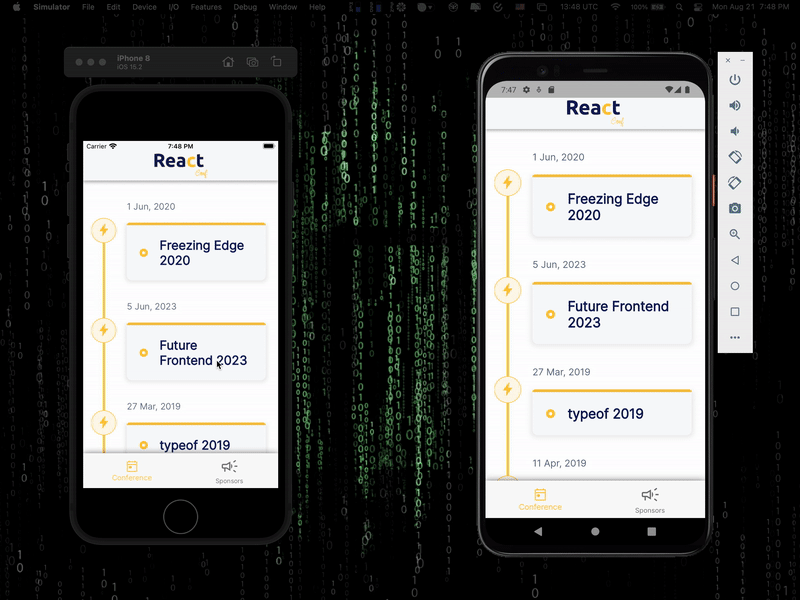 Simulator File Edit Device I/O Features Debug Window Help
13:48 UTC 100% Mon Aug 21 7:48 PM
iPhone 8
iOS 15.2
Carrier 7:48 PM
React
Conf
1 Jun, 2020
Freezing Edge
2020
5 Jun, 2023
Future
Frontend 2023
27 Mar, 2019
typeof 2019
Conference Sponsors
7:47
React
Conf
1 Jun, 2020
Freezing Edge
2020
5 Jun, 2023
Future Frontend
2023
27 Mar, 2019
typeof 2019
11 Apr, 2019
Conference Sponsors